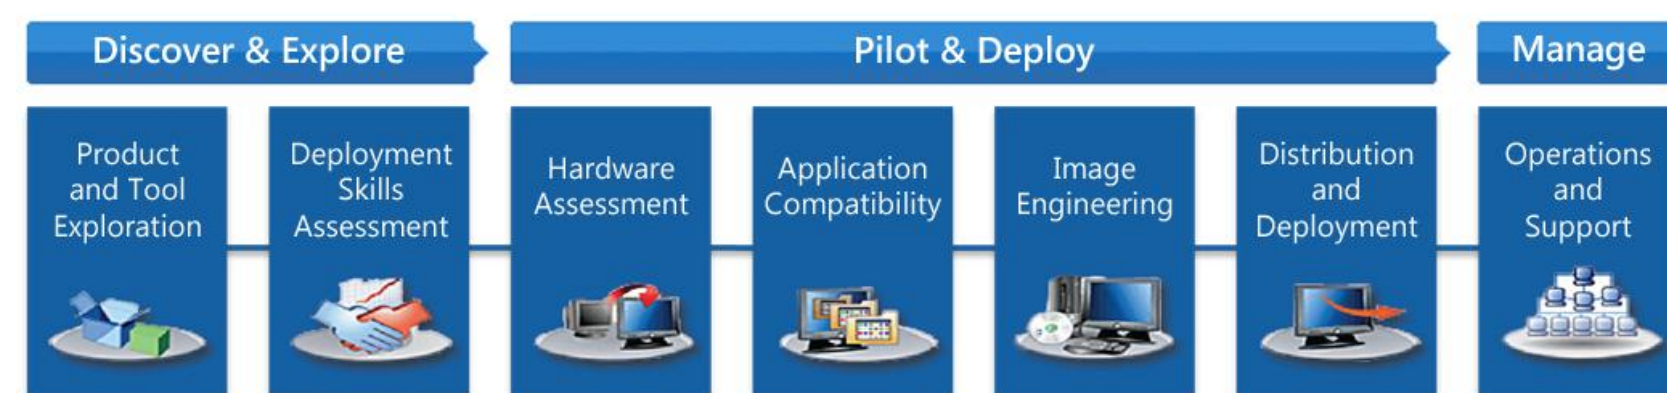 Discover & Explore
Pilot & Deploy
Manage
Product
and Tool
Exploration
Deployment
Skills
Assessment
Hardware
Assessment
Application
Compatibility
Image
Engineering
Distribution
and
Deployment
Operations
and
Support